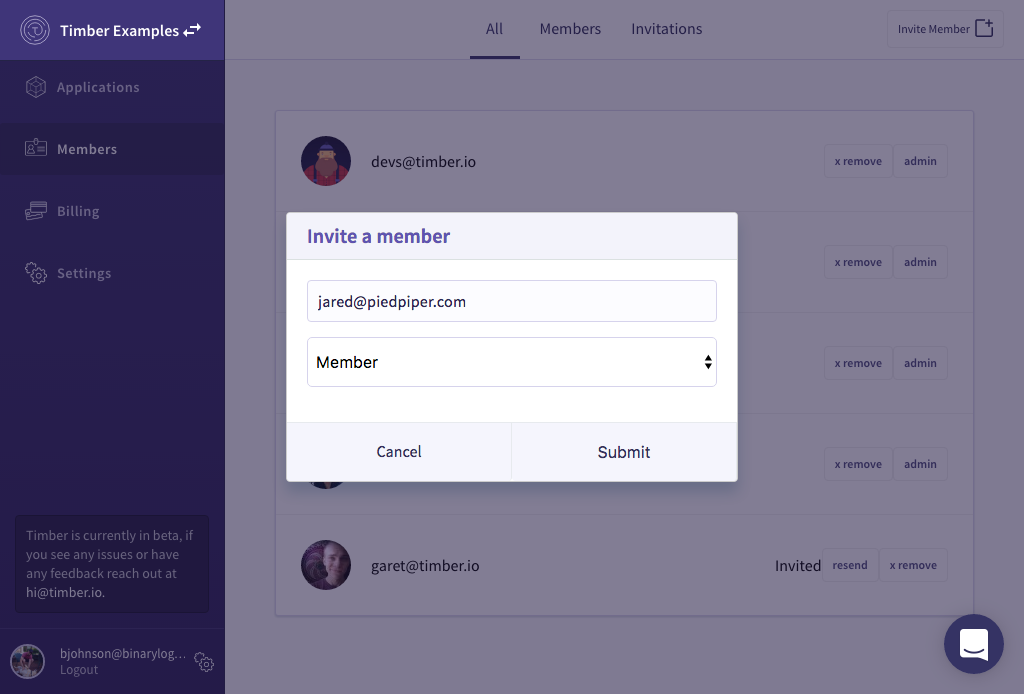 Timber Examples
All
Members
Invitations
Invite Member
Applications
Members
Billing
Settings
devs@timber.io
x remove
admin
x remove
admin
x remove
admin
x remove
admin
Invite a member
jared@piedpiper.com
Member
Cancel
Submit
garet@timber.io
Invited
resend
x remove
Timber is currently in beta, if
you see any issues or have
any feedback reach out at
hi@timber.io.
bjohnson@binarylog...
Logout